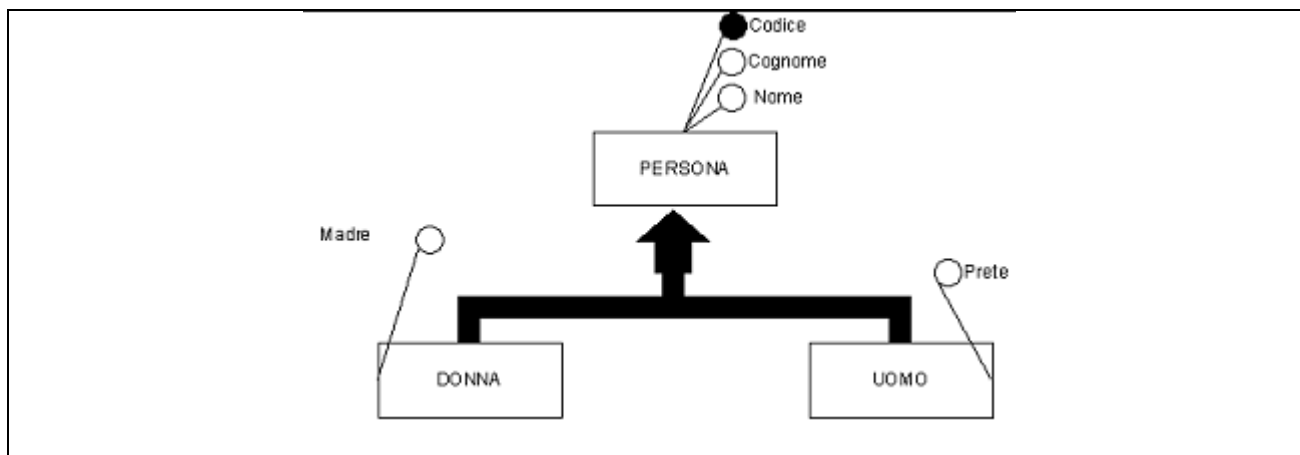 Codice
Cognome
Nome
PERSONA
Madre
Prete
DONNA
UOMO